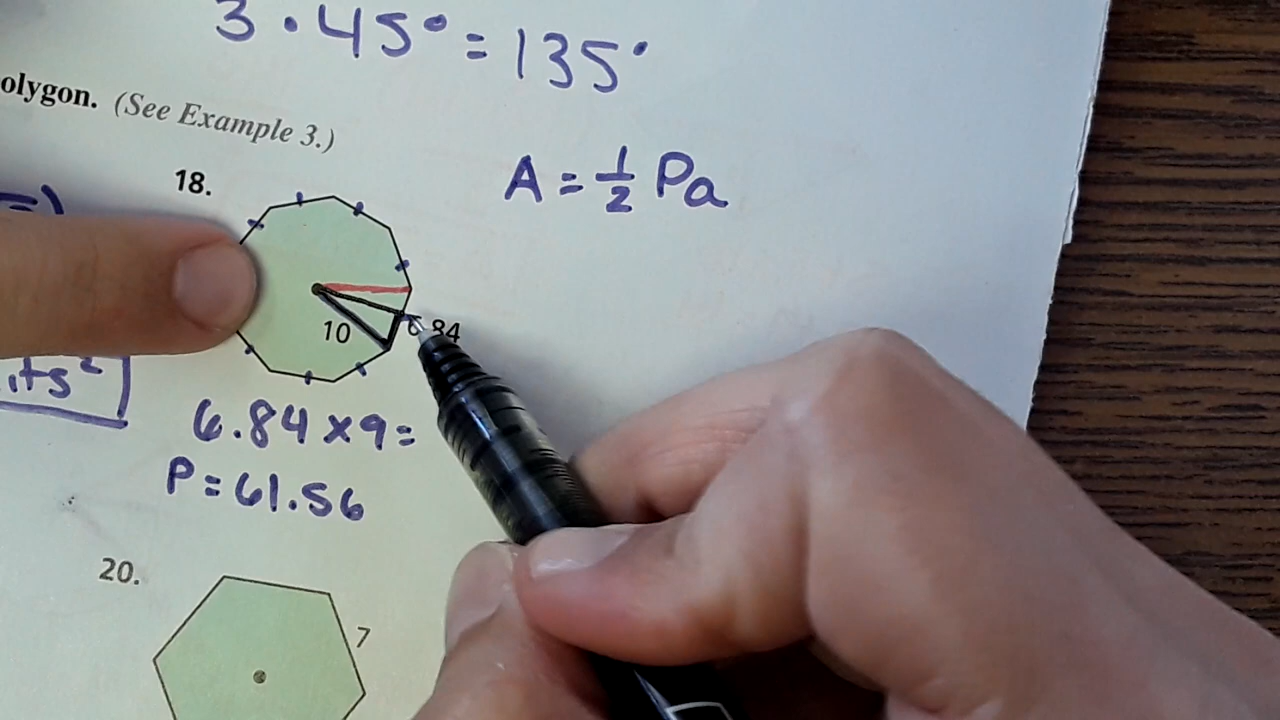 3 · 45° = 135°
olygon. (See Example 3.)
18.
A = 1/2 Pa
10
.84
its²
6.84 x 9 =
P = 61.56
20.
7